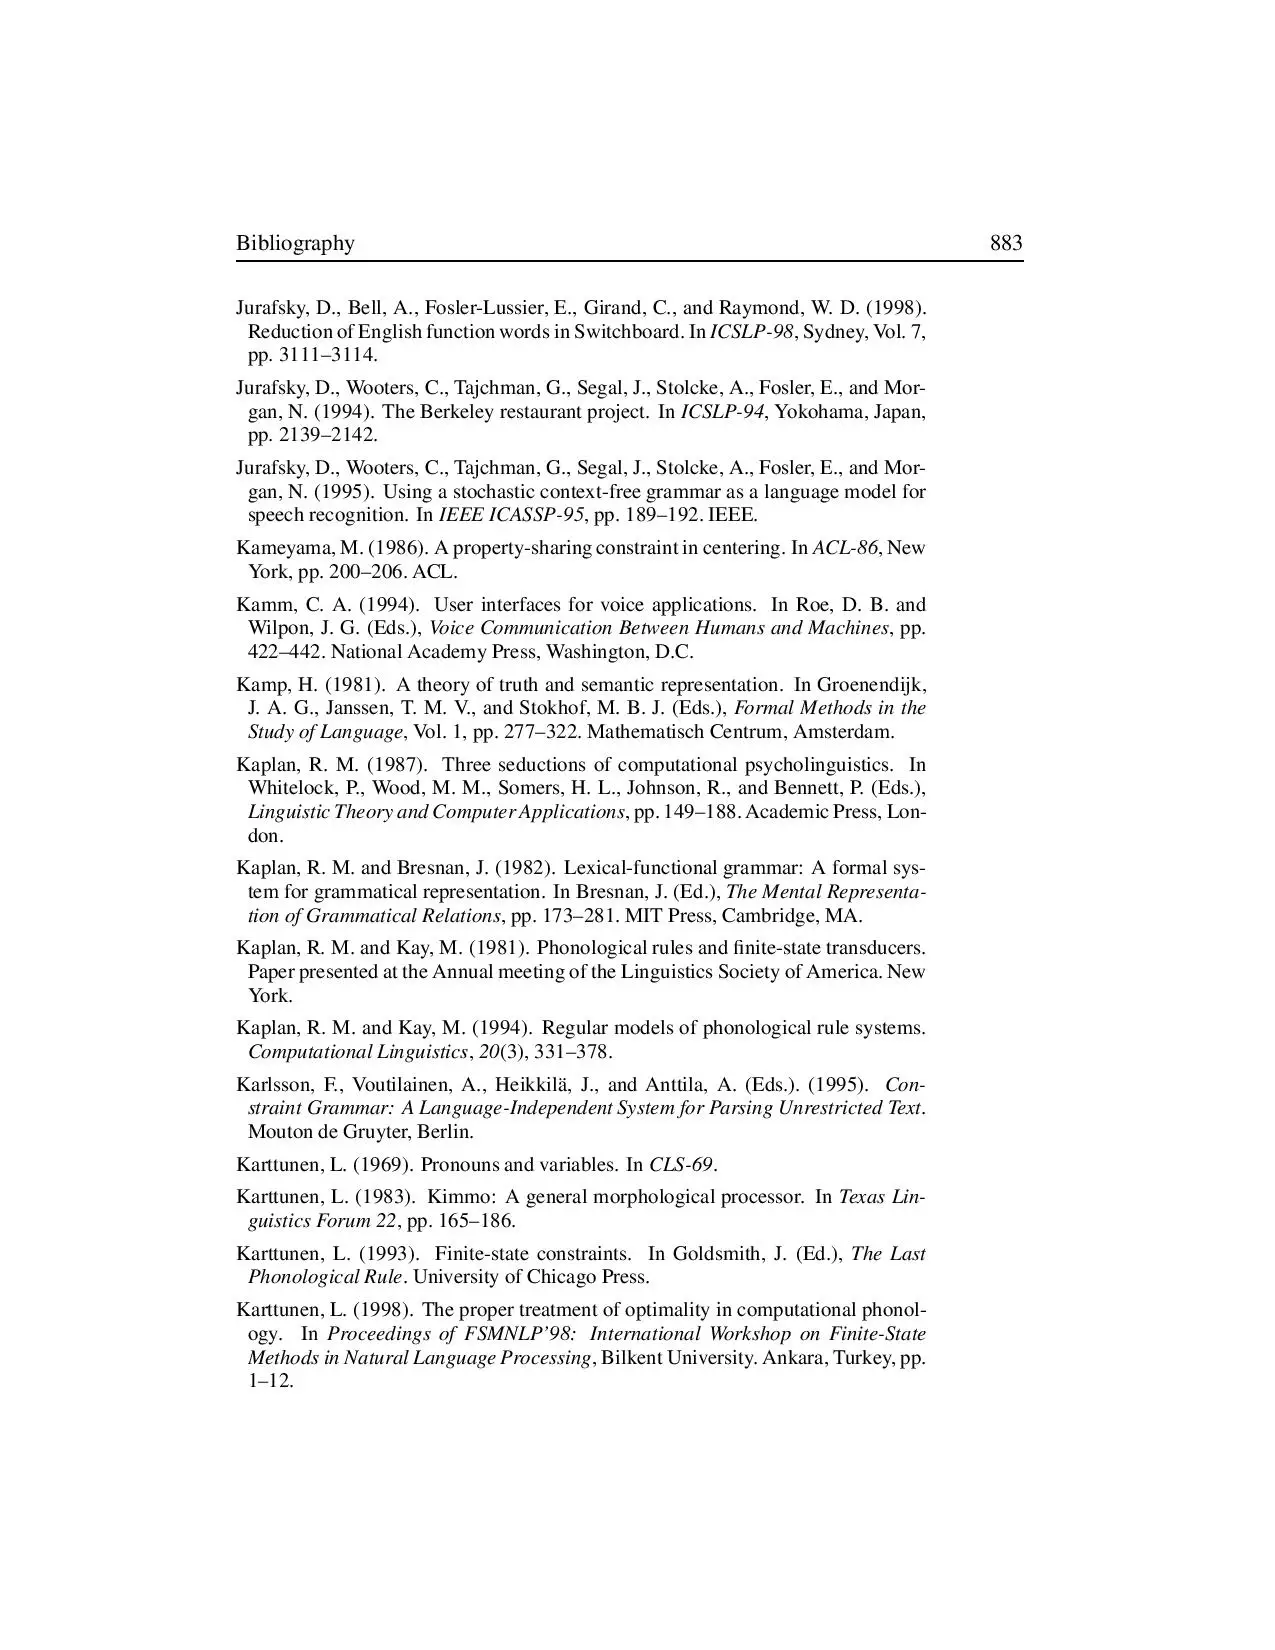 Bibliography 883
Jurafsky, D., Bell, A., Fosler-Lussier, E., Girand, C., and Raymond, W. D. (1998).
Reduction of English function words in Switchboard. In ICSLP-98, Sydney, Vol. 7,
pp. 3111–3114.
Jurafsky, D., Wooters, C., Tajchman, G., Segal, J., Stolcke, A., Fosler, E., and Mor-
gan, N. (1994). The Berkeley restaurant project. In ICSLP-94, Yokohama, Japan,
pp. 2139–2142.
Jurafsky, D., Wooters, C., Tajchman, G., Segal, J., Stolcke, A., Fosler, E., and Mor-
gan, N. (1995). Using a stochastic context-free grammar as a language model for
speech recognition. In IEEE ICASSP-95, pp. 189–192. IEEE.
Kameyama, M. (1986). A property-sharing constraint in centering. In ACL-86, New
York, pp. 200–206. ACL.
Kamm, C. A. (1994). User interfaces for voice applications. In Roe, D. B. and
Wilpon, J. G. (Eds.), Voice Communication Between Humans and Machines, pp.
422–442. National Academy Press, Washington, D.C.
Kamp, H. (1981). A theory of truth and semantic representation. In Groenendijk,
J. A. G., Janssen, T. M. V., and Stokhof, M. B. J. (Eds.), Formal Methods in the
Study of Language, Vol. 1, pp. 277–322. Mathematisch Centrum, Amsterdam.
Kaplan, R. M. (1987). Three seductions of computational psycholinguistics. In
Whitelock, P., Wood, M. M., Somers, H. L., Johnson, R., and Bennett, P. (Eds.),
Linguistic Theory and Computer Applications, pp. 149–188. Academic Press, Lon-
don.
Kaplan, R. M. and Bresnan, J. (1982). Lexical-functional grammar: A formal sys-
tem for grammatical representation. In Bresnan, J. (Ed.), The Mental Representa-
tion of Grammatical Relations, pp. 173–281. MIT Press, Cambridge, MA.
Kaplan, R. M. and Kay, M. (1981). Phonological rules and finite-state transducers.
Paper presented at the Annual meeting of the Linguistics Society of America. New
York.
Kaplan, R. M. and Kay, M. (1994). Regular models of phonological rule systems.
Computational Linguistics, 20(3), 331–378.
Karlsson, F., Voutilainen, A., Heikkilä, J., and Anttila, A. (Eds.). (1995). Con-
straint Grammar: A Language-Independent System for Parsing Unrestricted Text.
Mouton de Gruyter, Berlin.
Karttunen, L. (1969). Pronouns and variables. In CLS-69.
Karttunen, L. (1983). Kimmo: A general morphological processor. In Texas Lin-
guistics Forum 22, pp. 165–186.
Karttunen, L. (1993). Finite-state constraints. In Goldsmith, J. (Ed.), The Last
Phonological Rule. University of Chicago Press.
Karttunen, L. (1998). The proper treatment of optimality in computational phonol-
ogy. In Proceedings of FSMNLP'98: International Workshop on Finite-State
Methods in Natural Language Processing, Bilkent University. Ankara, Turkey, pp.
1–12.